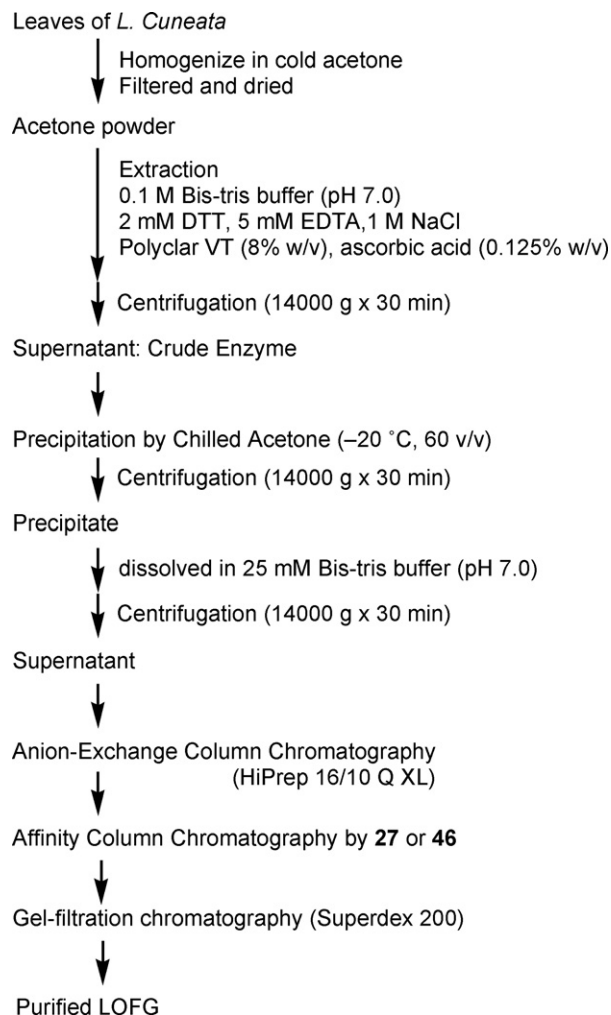 Leaves of L. Cuneata
Homogenize in cold acetone
Filtered and dried
Acetone powder
Extraction
0.1 M Bis-tris buffer (pH 7.0)
2 mM DTT, 5 mM EDTA,1 M NaCl
Polyclar VT (8% w/v), ascorbic acid (0.125% w/v)
Centrifugation (14000 g x 30 min)
Supernatant: Crude Enzyme
Precipitation by Chilled Acetone (–20 ˚C, 60 v/v)
Centrifugation (14000 g x 30 min)
Precipitate
dissolved in 25 mM Bis-tris buffer (pH 7.0)
Centrifugation (14000 g x 30 min)
Supernatant
Anion-Exchange Column Chromatography
(HiPrep 16/10 Q XL)
Affinity Column Chromatography by 27 or 46
Gel-filtration chromatography (Superdex 200)
Purified LOFG